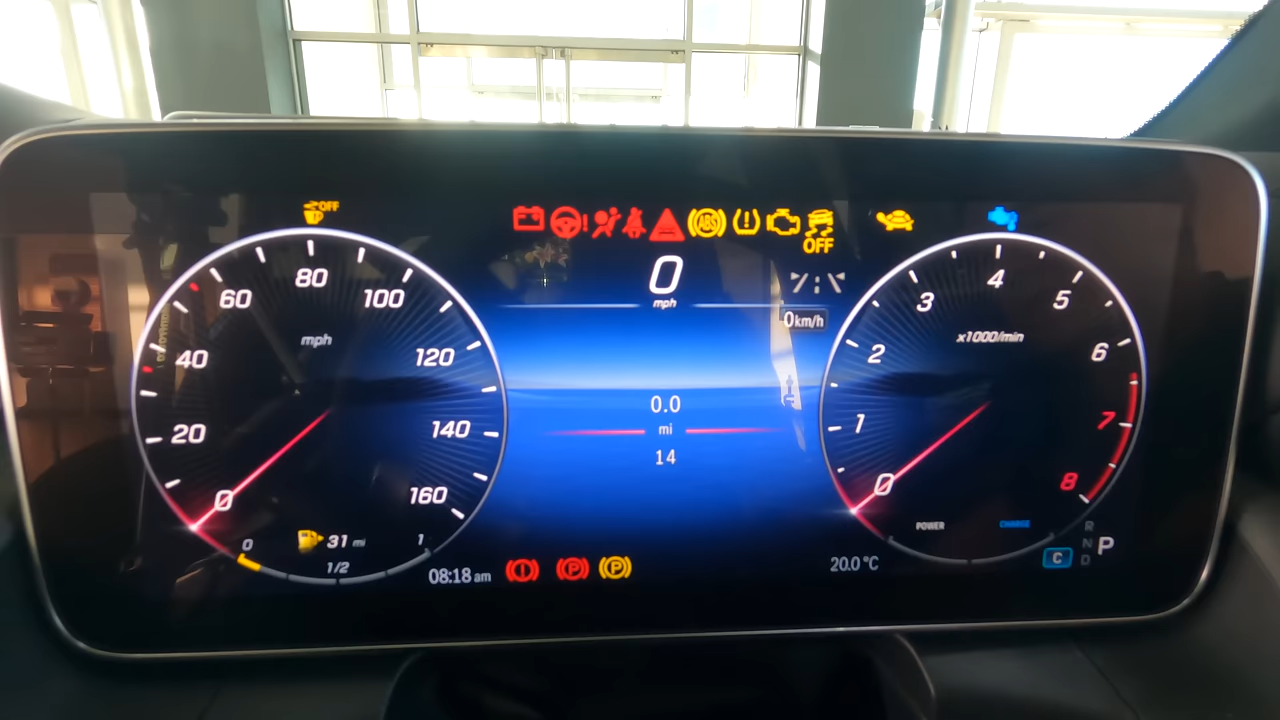 OFF
ABS
OFF
0
mph
0km/h
0 20 40 60 80 100 120 140 160
mph
0 1 2 3 4 5 6 7 8
x1000/min
0.0
mi
14
POWER
CHARGE
0 31 mi 1
1/2
08:18 am
P
P
20.0 °C
C
R
N
D
P